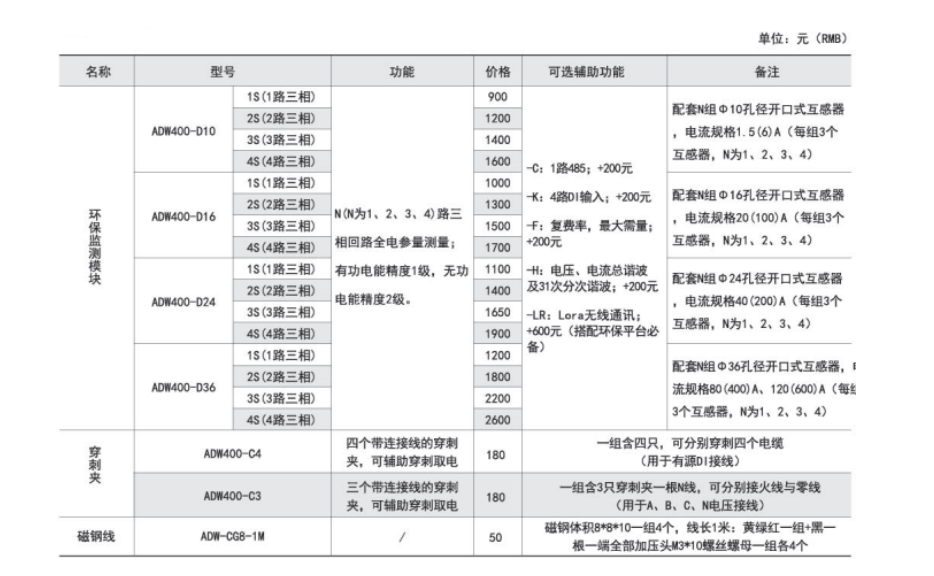 单位：元（RMB）
名称 型号 功能 价格 可选辅助功能 备注
环保监测模块
ADW400-D10
1S(1路三相) 900
2S(2路三相) 1200
3S(3路三相) 1400
4S(4路三相) 1600
ADW400-D16
1S(1路三相) 1000
2S(2路三相) 1300
3S(3路三相) 1500
4S(4路三相) 1700
ADW400-D24
1S(1路三相) 1100
2S(2路三相) 1400
3S(3路三相) 1650
4S(4路三相) 1900
ADW400-D36
1S(1路三相) 1200
2S(2路三相) 1800
3S(3路三相) 2200
4S(4路三相) 2600
N(N为1、2、3、4)路三
相回路全电参量测量；
有功电能精度1级，无功
电能精度2级。
-C：1路485；+200元
-K：4路DI输入；+200元
-F：复费率，最大需量；
+200元
-H：电压、电流总谐波
及31次分次谐波；+200元
-LR：Lora无线通讯；
+600元（搭配环保平台必
备）
配套N组Φ10孔径开口式互感器
，电流规格1.5(6)A（每组3个
互感器，N为1、2、3、4）
配套N组Φ16孔径开口式互感器
，电流规格20(100)A（每组3个
互感器，N为1、2、3、4）
配套N组Φ24孔径开口式互感器
，电流规格40(200)A（每组3个
互感器，N为1、2、3、4）
配套N组Φ36孔径开口式互感器，
流规格80(400)A、120(600)A（每组
3个互感器，N为1、2、3、4）
穿刺夹
ADW400-C4
四个带连接线的穿刺
夹，可辅助穿刺取电
180
一组含四只，可分别穿刺四个电缆
（用于有源DI接线）
ADW400-C3
三个带连接线的穿刺
夹，可辅助穿刺取电
180
一组含3只穿刺夹一根N线，可分别接火线与零线
（用于A、B、C、N电压接线）
磁钢线 ADW-CGB-1M / 50
磁钢体积8*8*10一组4个，线长1米：黄绿红一组+黑一
根一端全部加压头M3*10螺丝螺母一组各4个